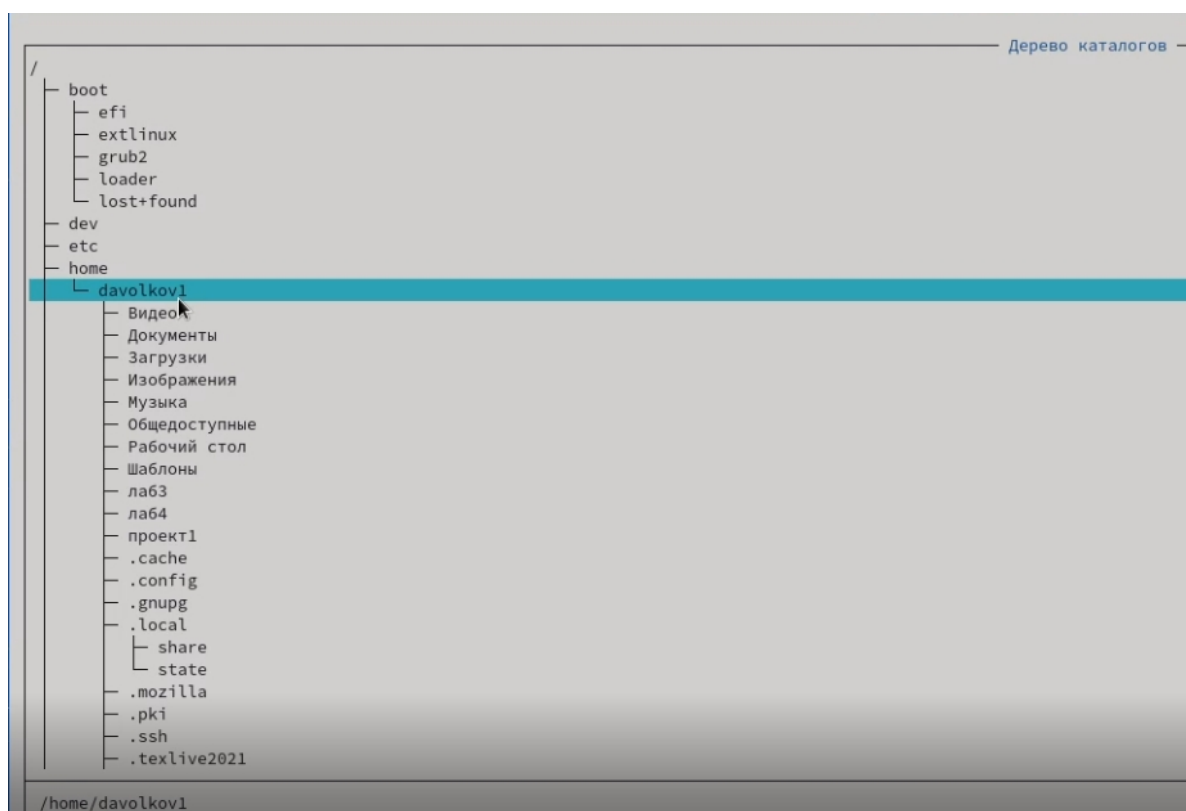 Дерево каталогов
/
boot
efi
extlinux
grub2
loader
lost+found
dev
etc
home
davolkov1
Видео
Документы
Загрузки
Изображения
Музыка
Общедоступные
Рабочий стол
Шаблоны
лаб3
лаб4
проект1
.cache
.config
.gnupg
.local
share
state
.mozilla
.pki
.ssh
.texlive2021
/home/davolkov1